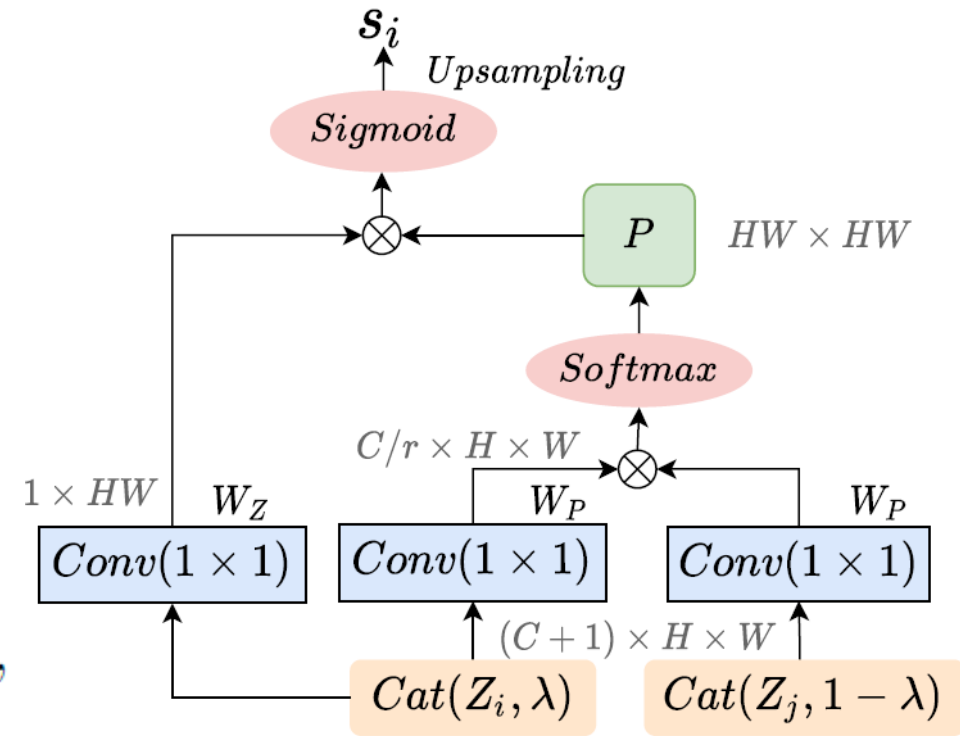 $s_i$
Upsampling
Sigmoid
P
HW × HW
Softmax
C/r × H × W
1 × HW
W_Z
W_P
W_P
Conv(1 × 1)
Conv(1 × 1)
Conv(1 × 1)
(C + 1) × H × W
Cat(Z_i, λ)
Cat(Z_j, 1 − λ)